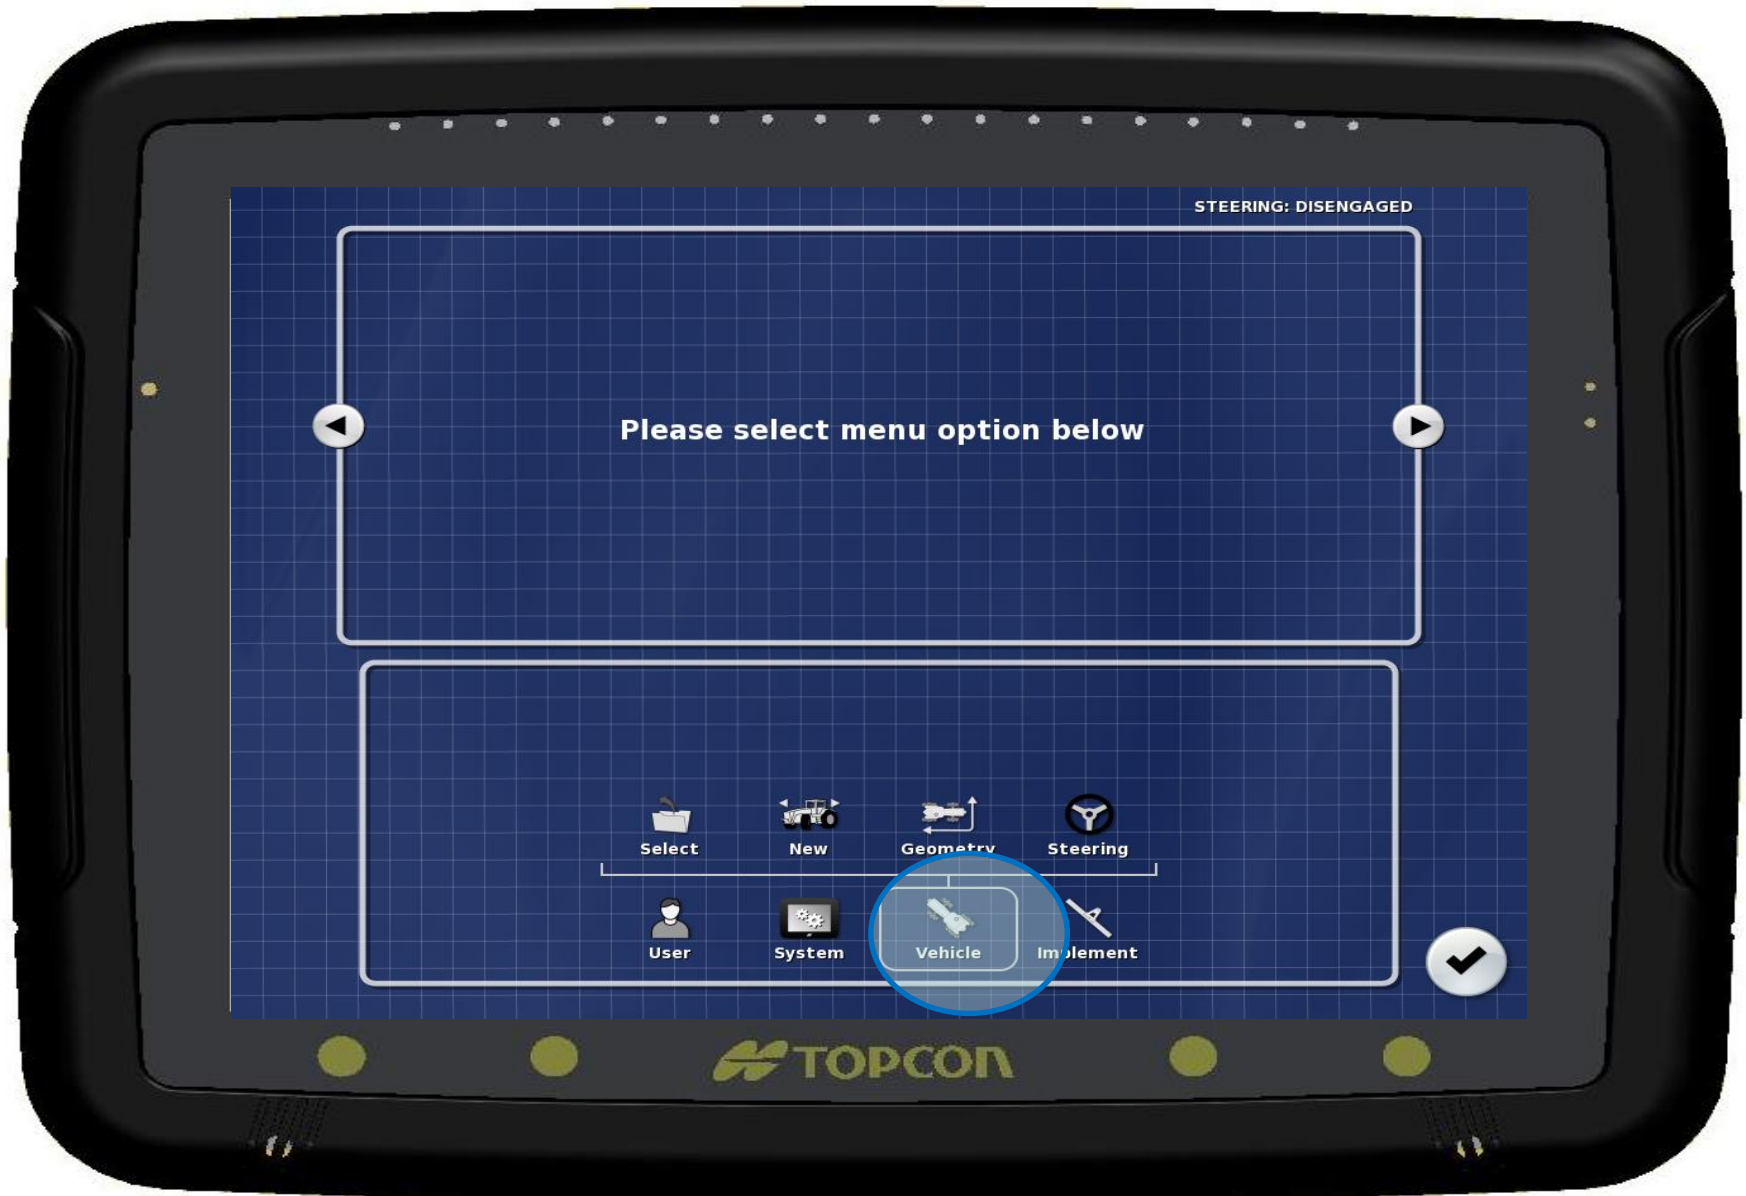 STEERING: DISENGAGED
Please select menu option below
Select New Geometry Steering
User System Vehicle Implement
TOPCON